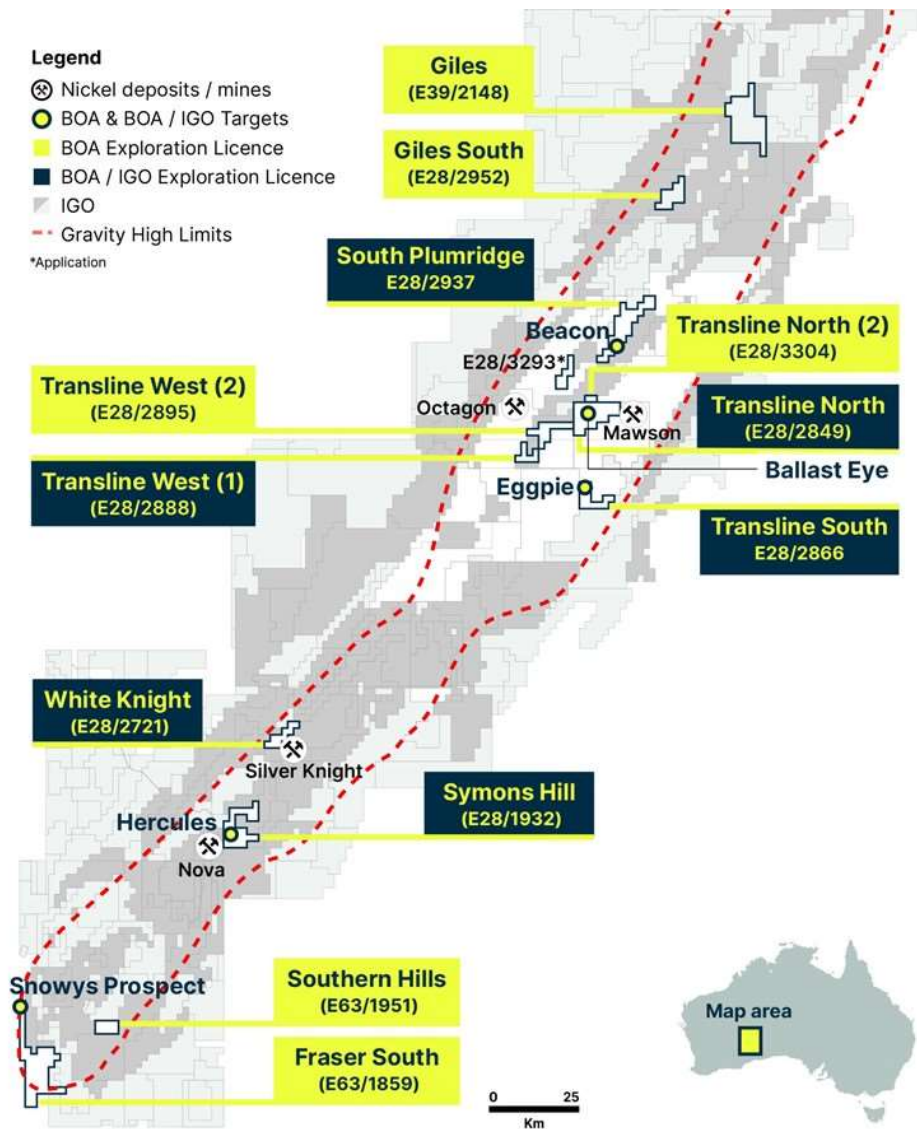 Legend
Nickel deposits / mines
BOA & BOA / IGO Targets
BOA Exploration Licence
BOA / IGO Exploration Licence
IGO
Gravity High Limits
*Application
Giles
(E39/2148)
Giles South
(E28/2952)
South Plumridge
E28/2937
Beacon
Transline North (2)
(E28/3304)
E28/3293*
Transline West (2)
(E28/2895)
Octagon
Mawson
Transline North
(E28/2849)
Transline West (1)
(E28/2888)
Ballast Eye
Eggpie
Transline South
E28/2866
White Knight
(E28/2721)
Silver Knight
Symons Hill
(E28/1932)
Hercules
Nova
Snowys Prospect
Southern Hills
(E63/1951)
Fraser South
(E63/1859)
Map area
0 25
Km